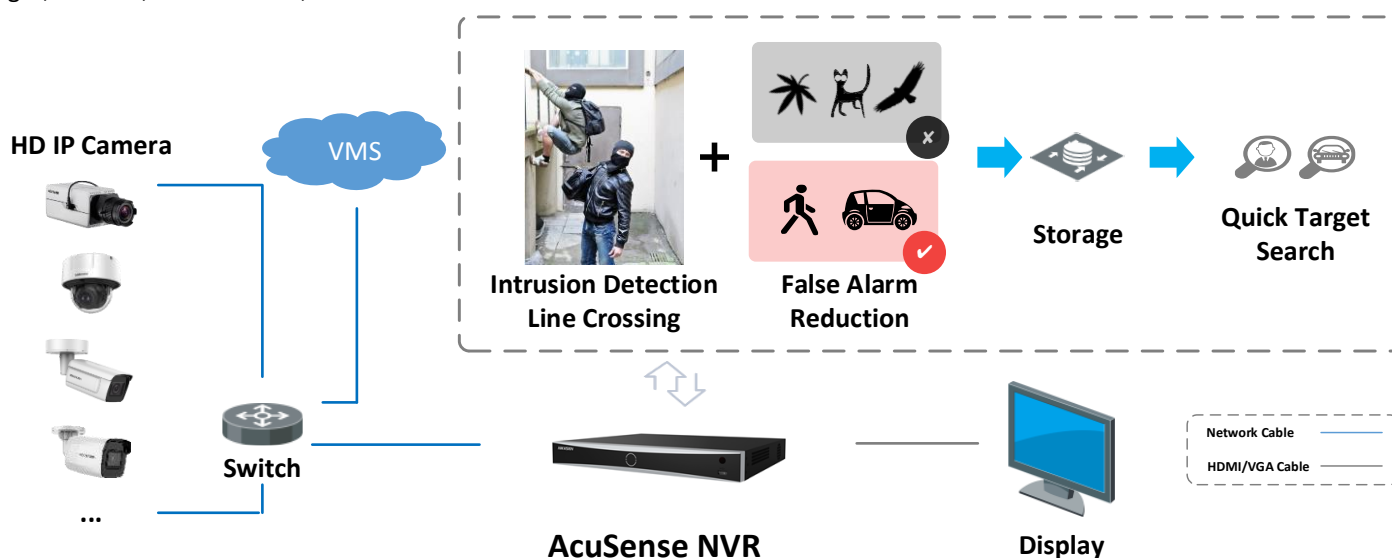 HD IP Camera
...
VMS
Switch
Intrusion Detection
Line Crossing
+
False Alarm
Reduction
Storage
Quick Target
Search
AcuSense NVR
Display
Network Cable
HDMI/VGA Cable